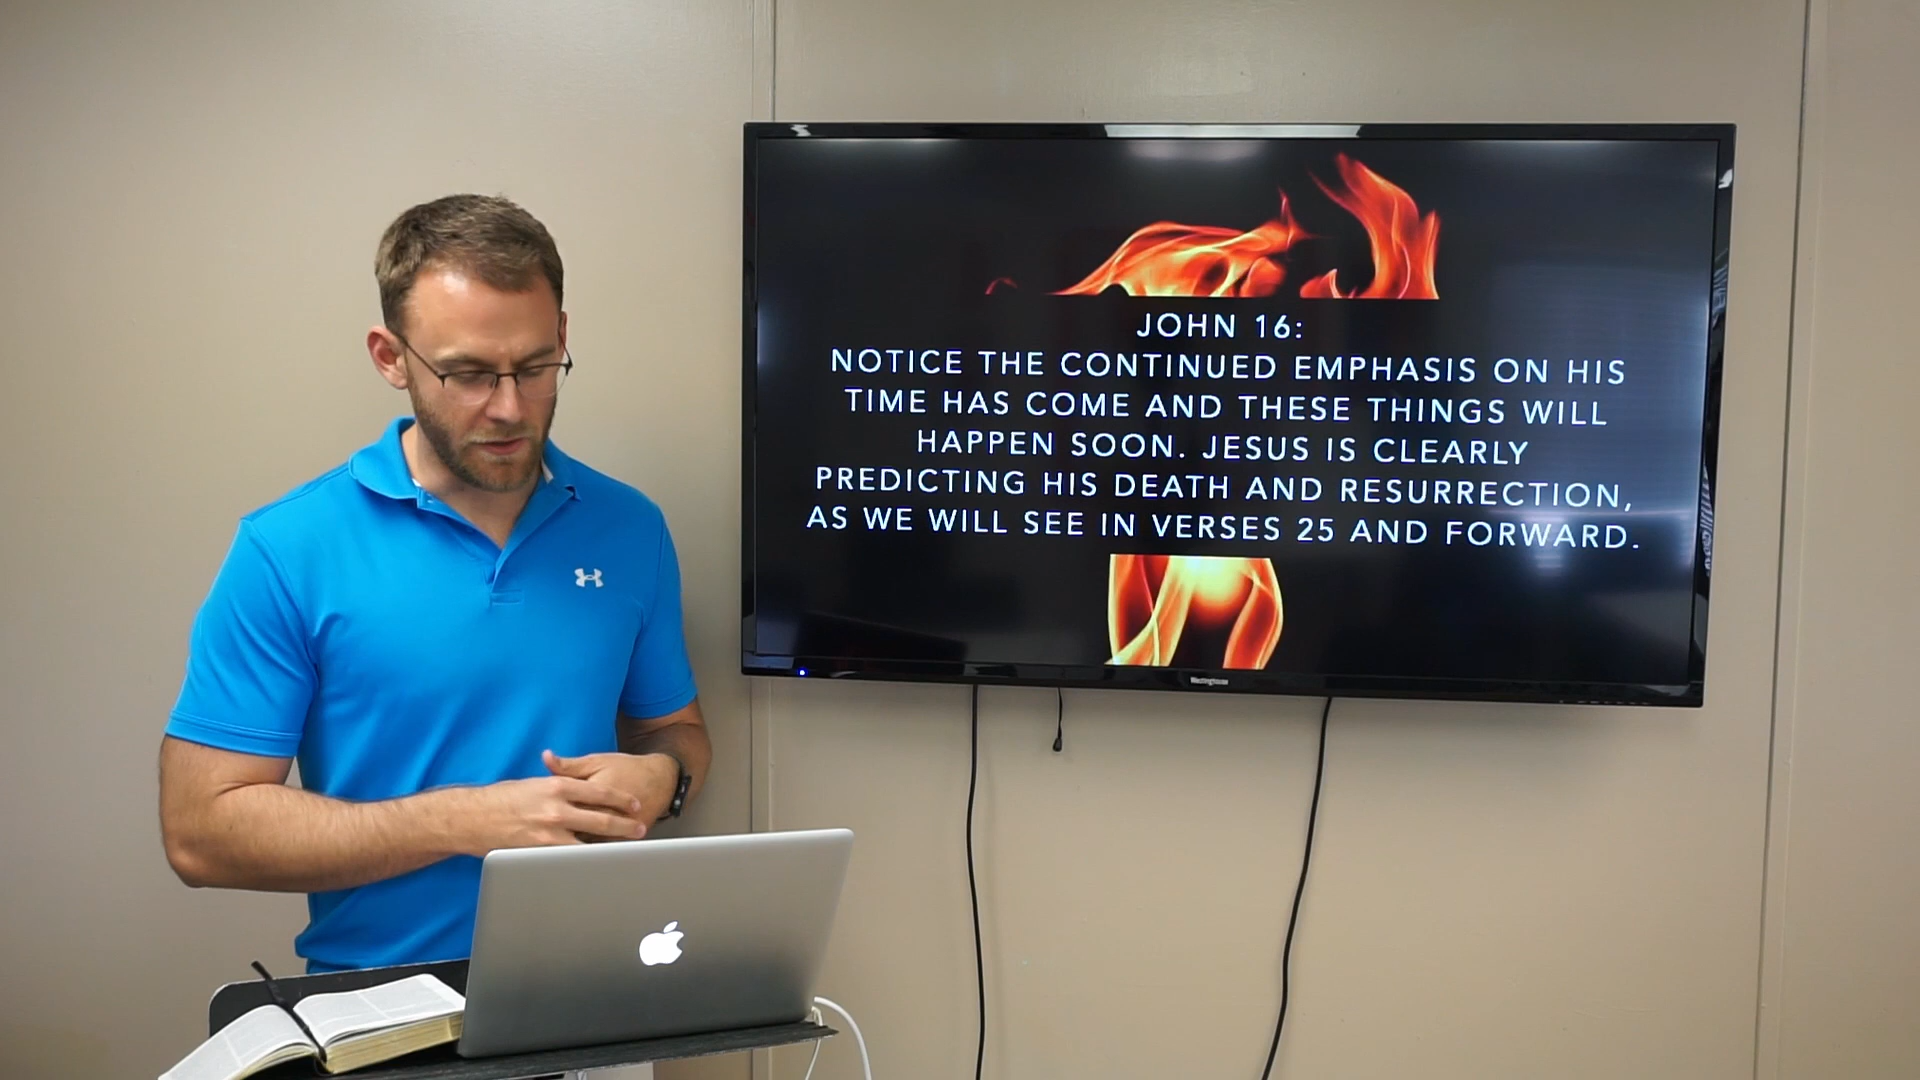 JOHN 16:
NOTICE THE CONTINUED EMPHASIS ON HIS
TIME HAS COME AND THESE THINGS WILL
HAPPEN SOON. JESUS IS CLEARLY
PREDICTING HIS DEATH AND RESURRECTION,
AS WE WILL SEE IN VERSES 25 AND FORWARD.
Westinghouse